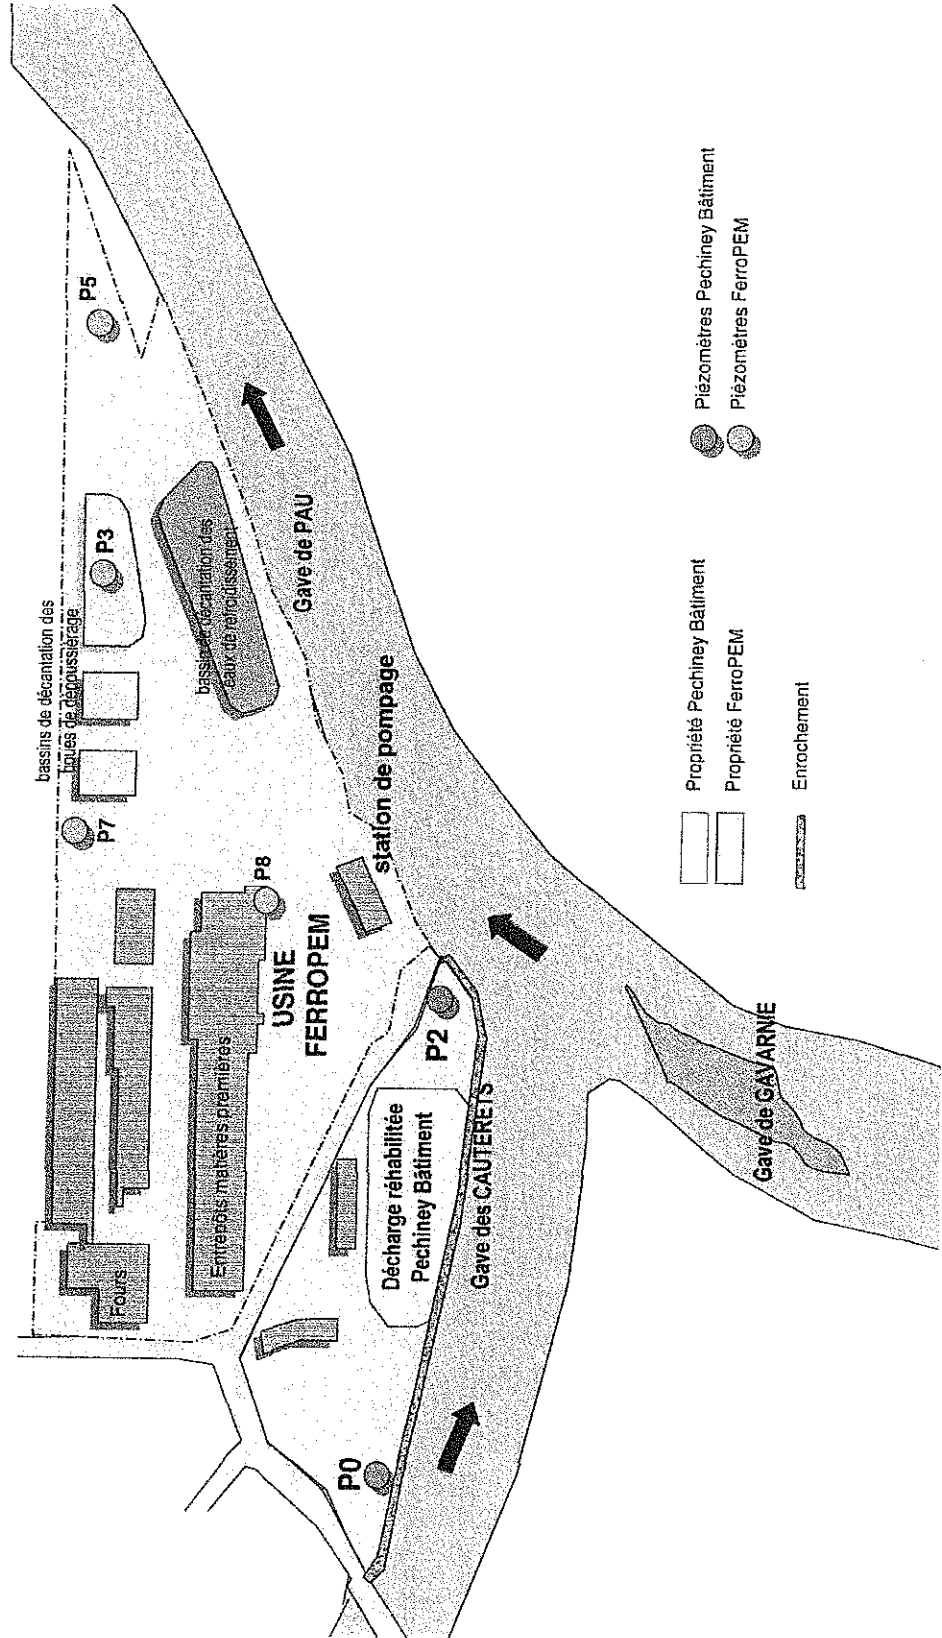 P5
P3
bassins de décantation des
boues de dépoussiérage
P7
bassin de décantation des
eaux de refroidissement
Gave de PAU
station de pompage
P8
USINE
FERROPEM
Entrepôts matières premières
Fours
P2
Décharge réhabilitée
Pechiney Bâtiment
Gave des CAUTERETS
P0
Gave de GAVARNIE
Propriété Pechiney Bâtiment
Propriété FerroPEM
Enrochement
Piézomètres Pechiney Bâtiment
Piézomètres FerroPEM